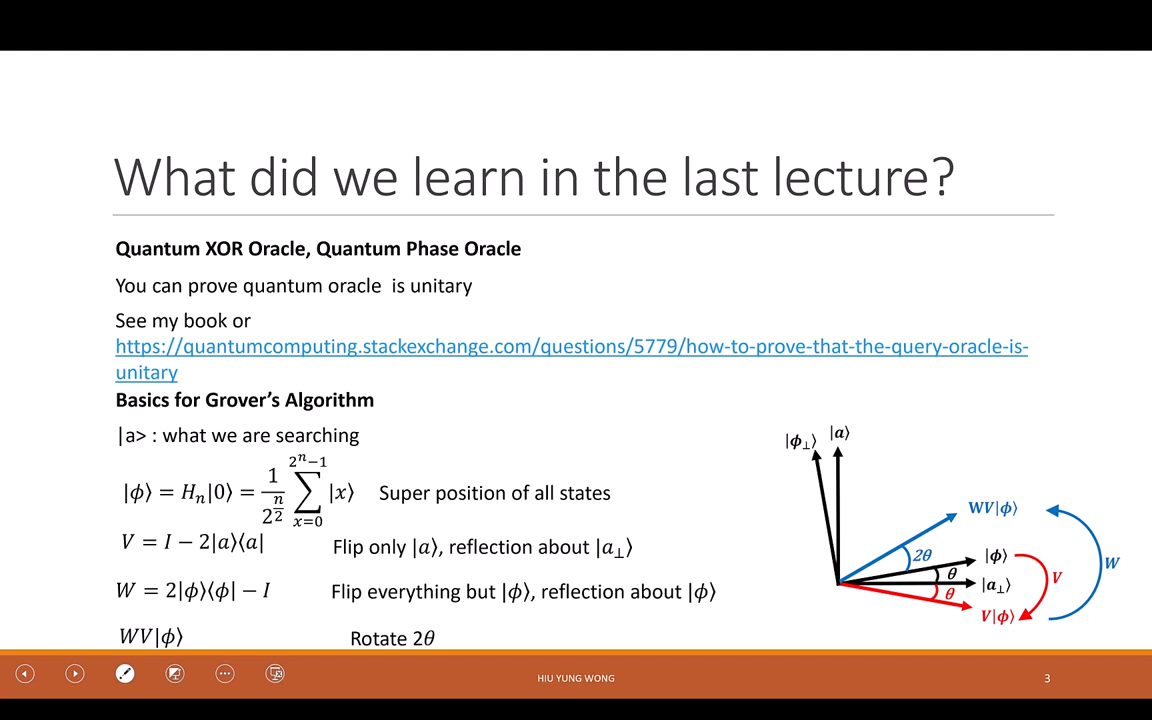 What did we learn in the last lecture?
Quantum XOR Oracle, Quantum Phase Oracle
You can prove quantum oracle is unitary
See my book or
https://quantumcomputing.stackexchange.com/questions/5779/how-to-prove-that-the-query-oracle-is-
unitary
Basics for Grover's Algorithm
|a> : what we are searching
|𝜙⟩ = 𝐻ₙ|0⟩ = 1/2^(n/2) ∑_{x=0}^{2^n−1} |𝑥⟩ Super position of all states
𝑉 = 𝐼 − 2|𝑎⟩⟨𝑎| Flip only |𝑎⟩, reflection about |𝑎⊥⟩
𝑊 = 2|𝜙⟩⟨𝜙| − 𝐼 Flip everything but |𝜙⟩, reflection about |𝜙⟩
𝑊𝑉|𝜙⟩ Rotate 2𝜃
|𝝓⊥⟩ |𝒂⟩
𝐖𝑽|𝝓⟩
2𝜽
|𝝓⟩
𝑾
𝜽
𝑽
|𝒂⊥⟩
𝜽
𝑽|𝝓⟩
HIU YUNG WONG
3